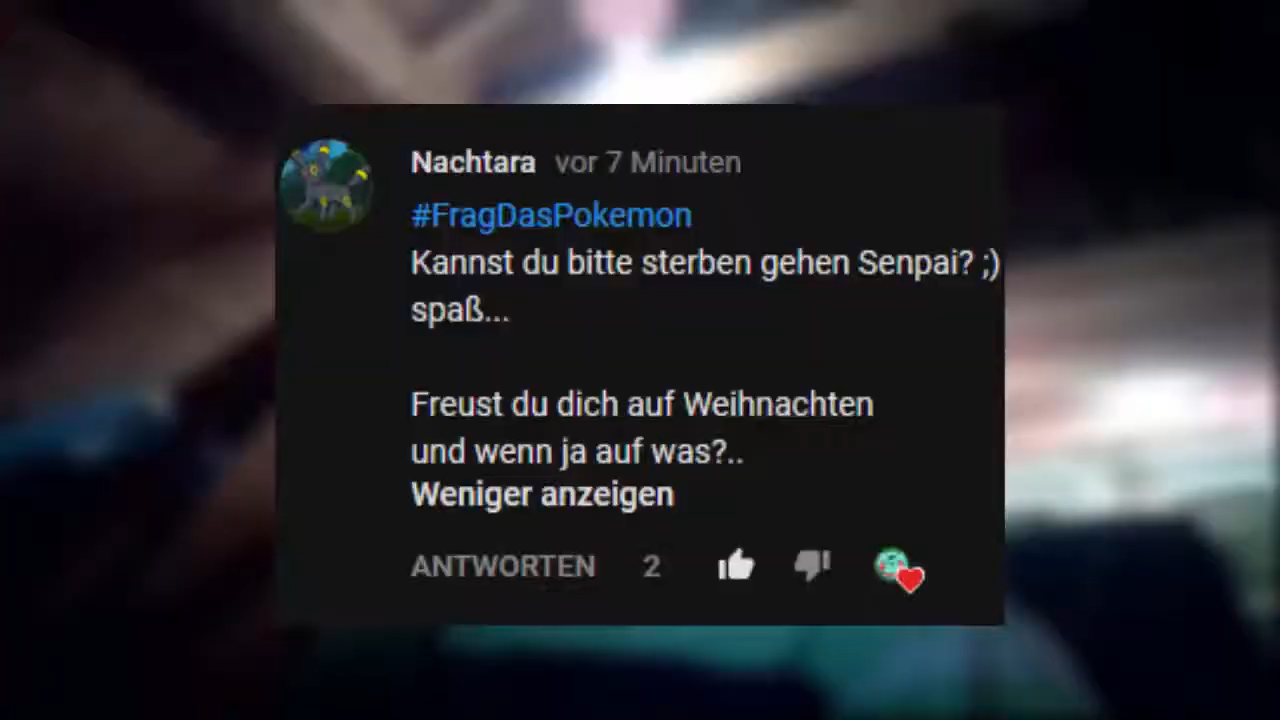 Nachtara vor 7 Minuten
#FragDasPokemon
Kannst du bitte sterben gehen Senpai? ;)
spaß...
Freust du dich auf Weihnachten
und wenn ja auf was?..
Weniger anzeigen
ANTWORTEN 2